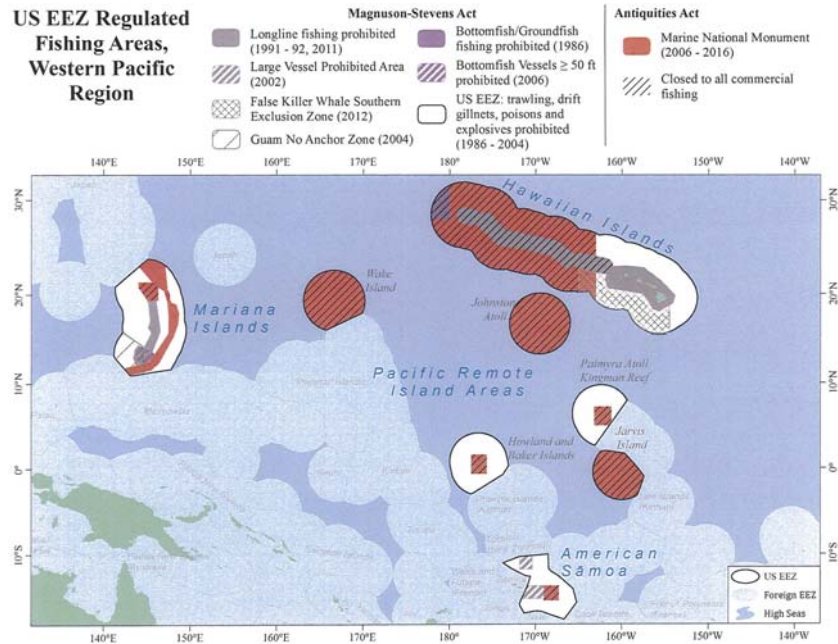 US EEZ Regulated
Fishing Areas,
Western Pacific
Region
Magnuson-Stevens Act
Longline fishing prohibited
(1991 - 92, 2011)
Large Vessel Prohibited Area
(2002)
False Killer Whale Southern
Exclusion Zone (2012)
Guam No Anchor Zone (2004)
Bottomfish/Groundfish
fishing prohibited (1986)
Bottomfish Vessels ≥ 50 ft
prohibited (2006)
US EEZ: trawling, drift
gillnets, poisons and
explosives prohibited
(1986 - 2004)
Antiquities Act
Marine National Monument
(2006 - 2016)
Closed to all commercial
fishing
140°E 150°E 160°E 170°E 180° 170°W 160°W 150°W 140°W
30°N 30°N
Hawaiian Islands
Wake
Island
20°N 20°N
Mariana
Islands
Johnston
Atoll
10°N 10°N
Pacific Remote
Island Areas
Palmyra Atoll
Kingman Reef
Jarvis
Island
Howland and
Baker Islands
0° 0°
10°S 10°S
American
Sāmoa
US EEZ
Foreign EEZ
High Seas
140°E 150°E 160°E 170°E 180° 170°W 160°W 150°W 140°W